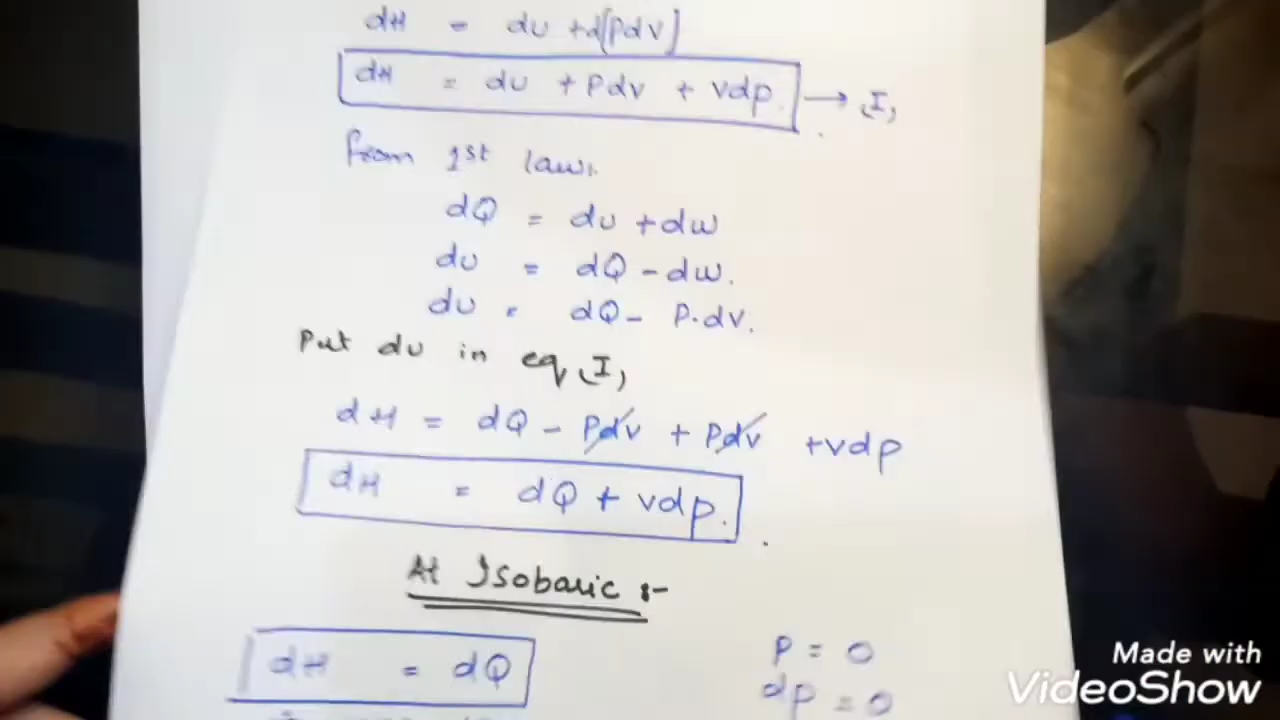 dH = du + d[Pdv]
dH = du + Pdv + vdp. → I,
from 1st law.
dQ = du + dw
du = dQ - dw.
du = dQ - P.dv.
Put du in eq I,
dH = dQ - Pdv + Pdv + vdp
dH = dQ + vdp.
At Isobaric :-
dH = dQ
P = 0
dp = 0
Made with
VideoShow